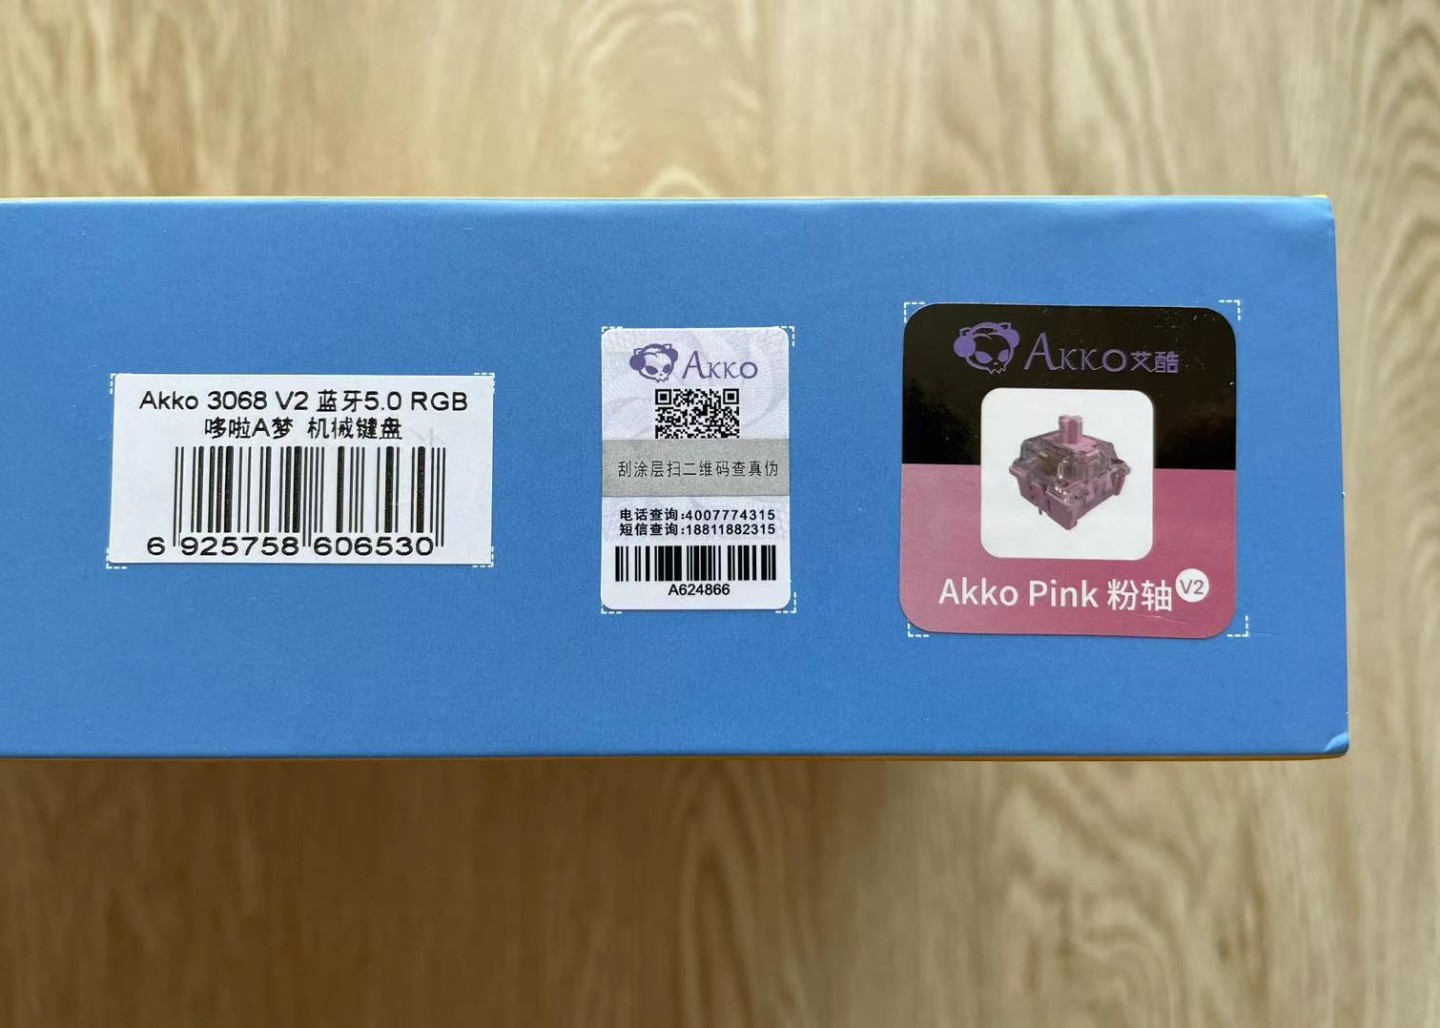 Akko 3068 V2 蓝牙5.0 RGB
哆啦A梦 机械键盘
6 925758 606530
AKKO
刮涂层扫二维码查真伪
电话查询:4007774315
短信查询:18811882315
A624866
AKKO艾酷
Akko Pink 粉轴 V2